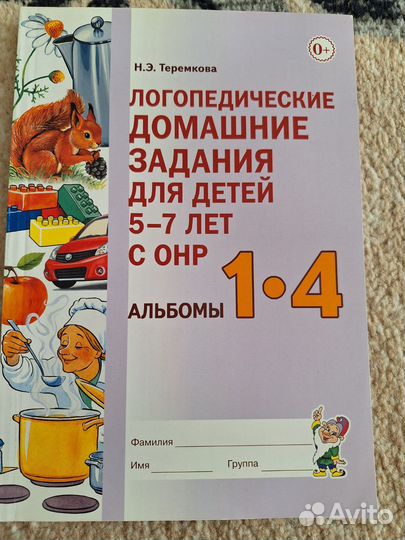 0+
Н.Э. Теремкова
ЛОГОПЕДИЧЕСКИЕ
ДОМАШНИЕ
ЗАДАНИЯ
ДЛЯ ДЕТЕЙ
5–7 ЛЕТ
С ОНР
АЛЬБОМЫ 1•4
Фамилия
Имя Группа
Avito